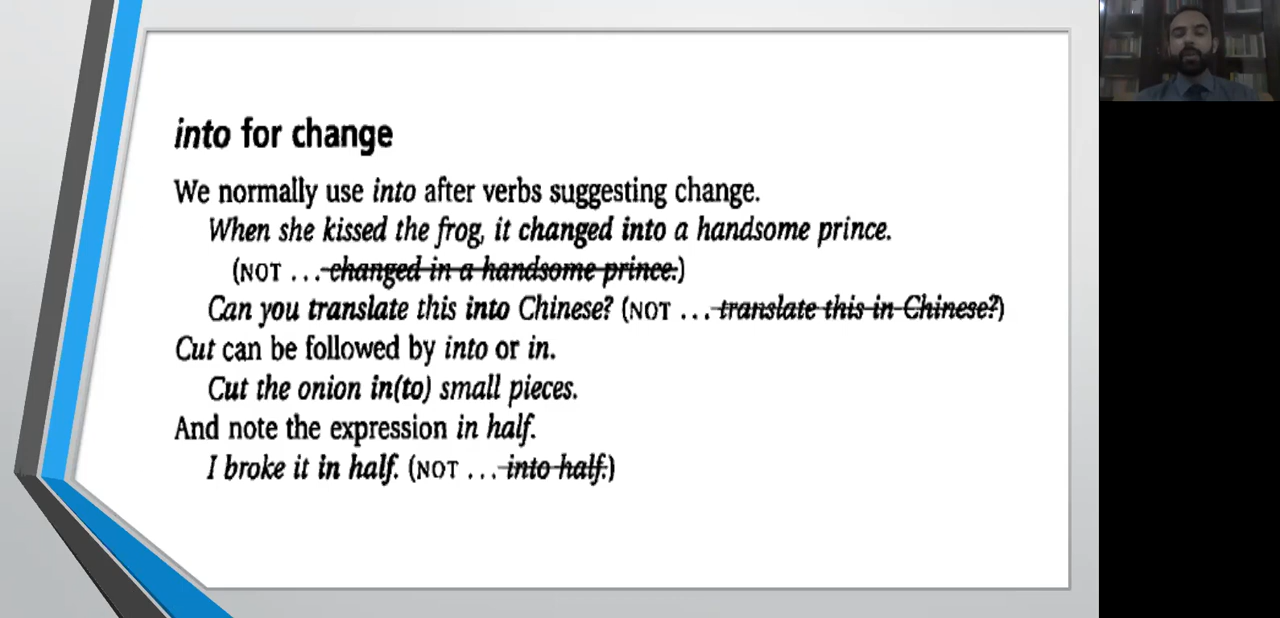 into for change
We normally use into after verbs suggesting change.
When she kissed the frog, it changed into a handsome prince.
(NOT ... changed in a handsome prince.)
Can you translate this into Chinese? (NOT ... translate this in Chinese?)
Cut can be followed by into or in.
Cut the onion in(to) small pieces.
And note the expression in half.
I broke it in half. (NOT ... into half.)